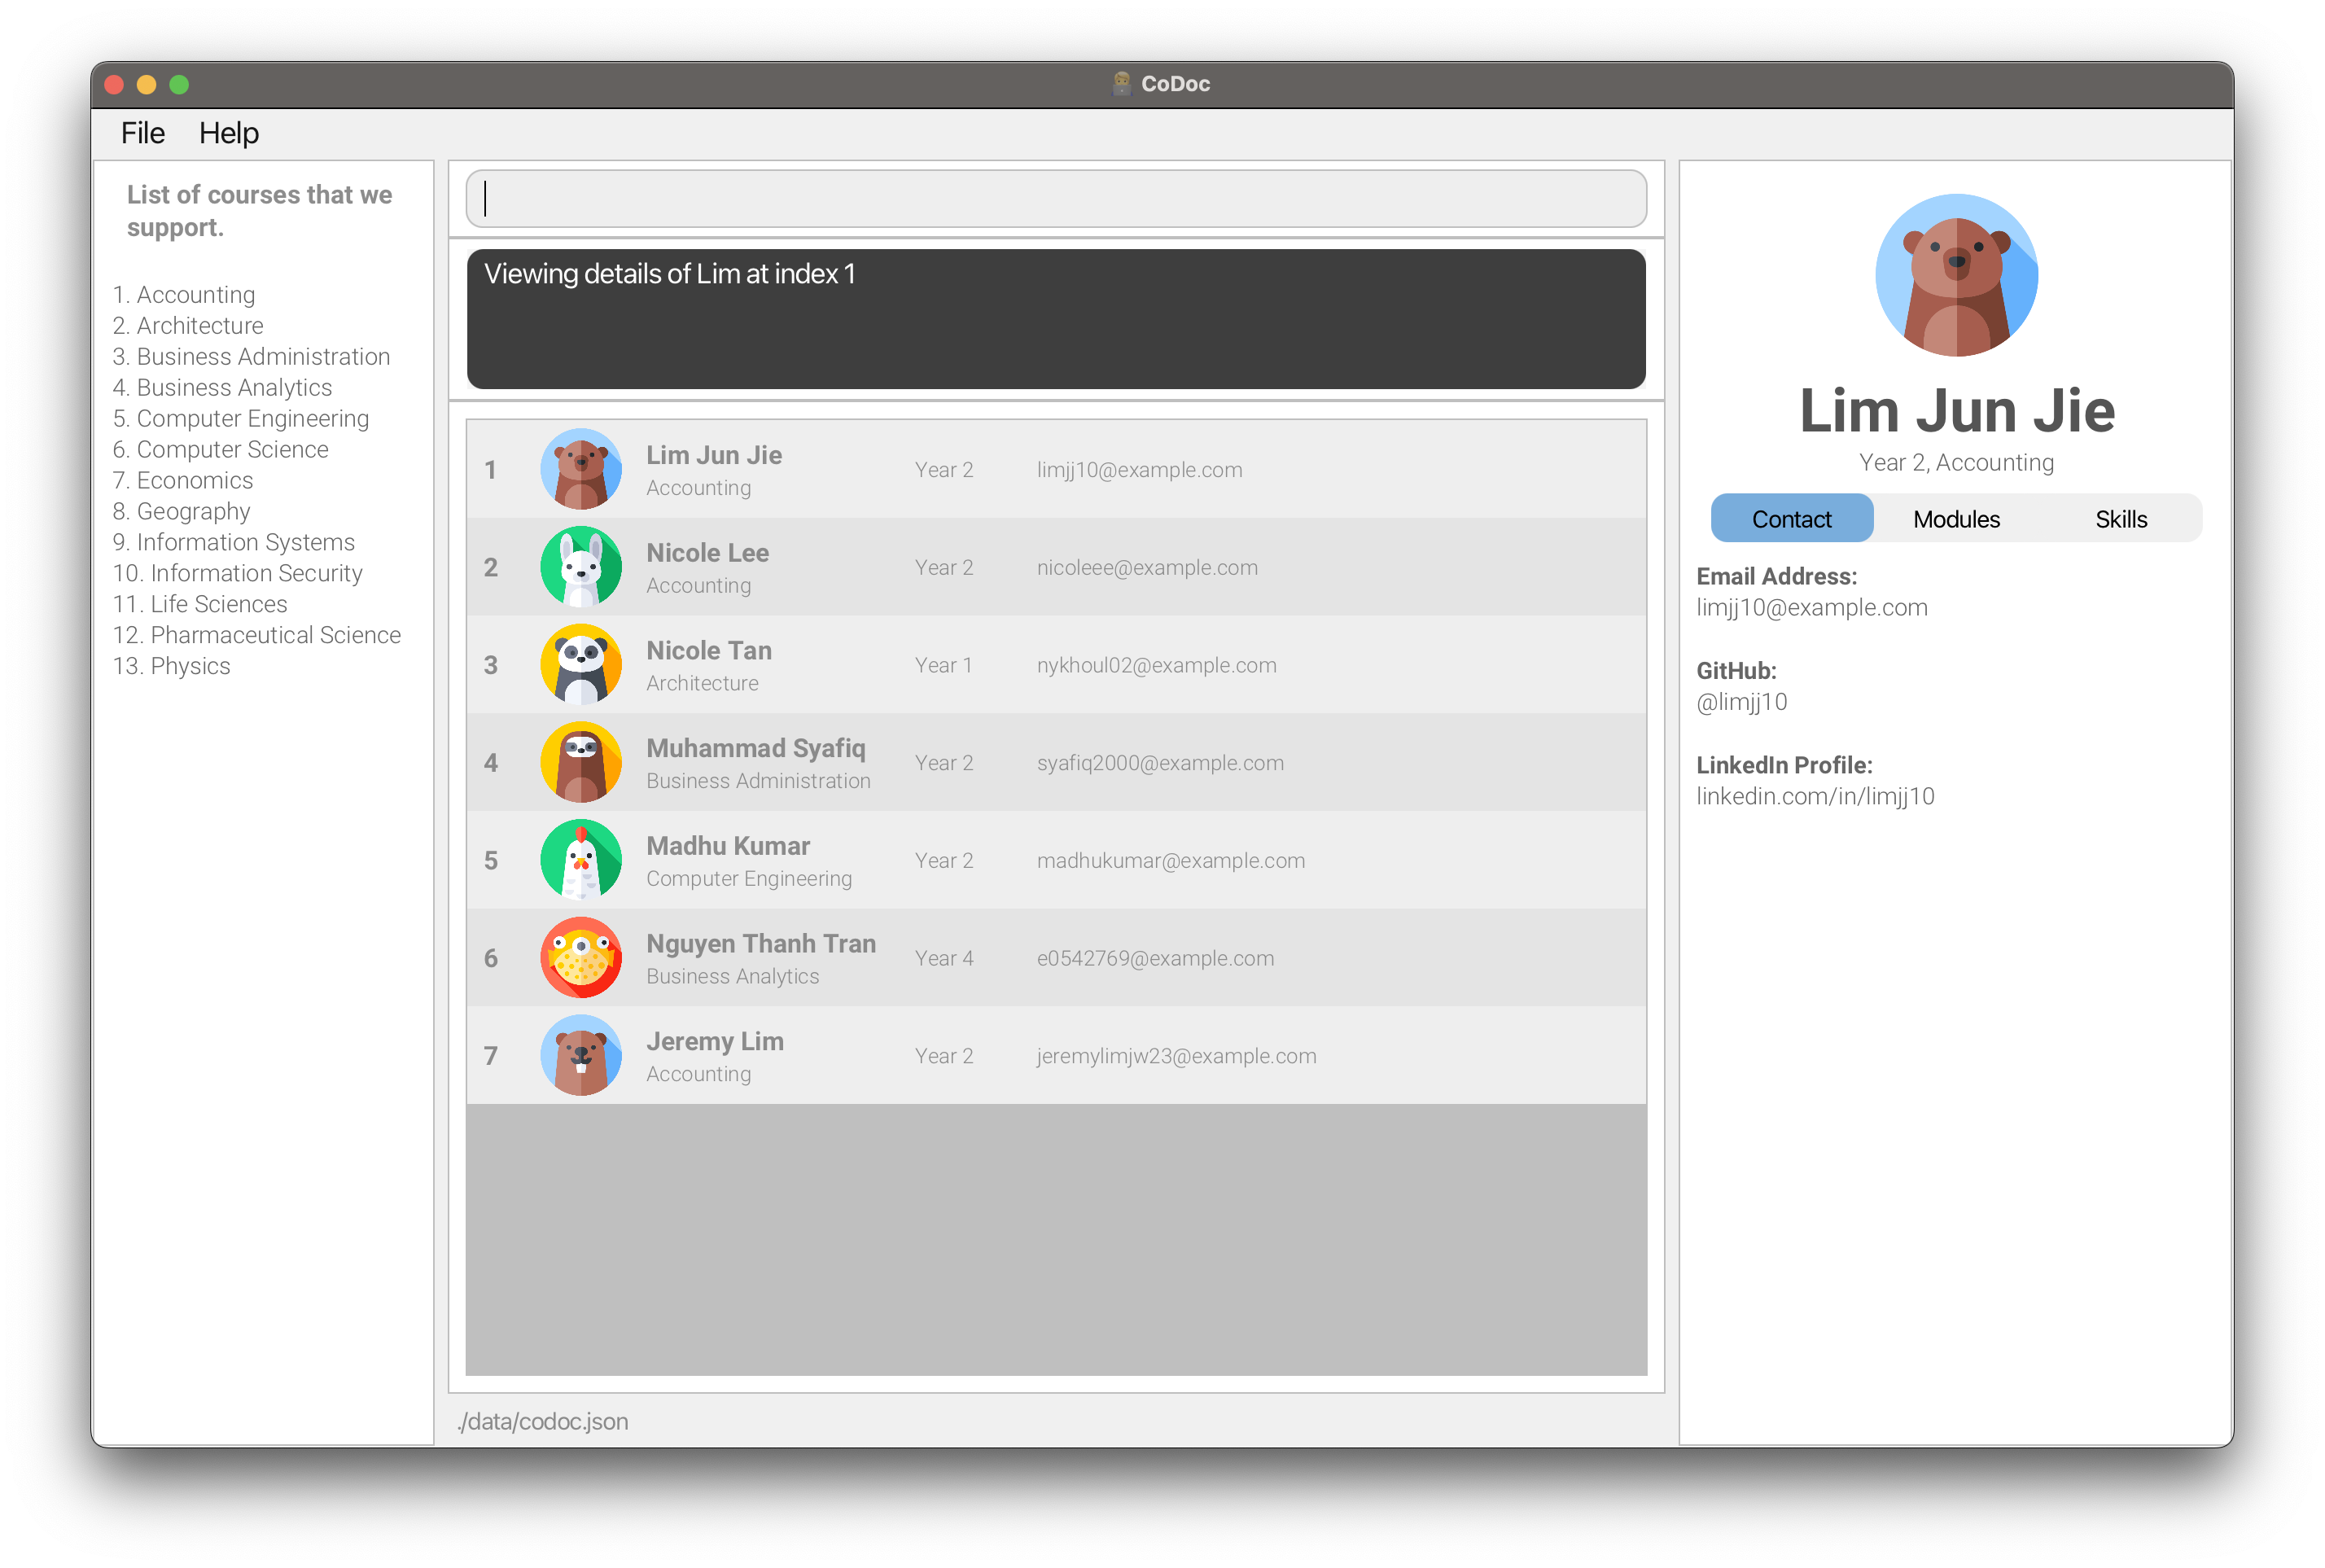 CoDoc
File Help
List of courses that we
support.
1. Accounting
2. Architecture
3. Business Administration
4. Business Analytics
5. Computer Engineering
6. Computer Science
7. Economics
8. Geography
9. Information Systems
10. Information Security
11. Life Sciences
12. Pharmaceutical Science
13. Physics
Viewing details of Lim at index 1
1 Lim Jun Jie Year 2 limjj10@example.com
Accounting
2 Nicole Lee Year 2 nicoleee@example.com
Accounting
3 Nicole Tan Year 1 nykhoul02@example.com
Architecture
4 Muhammad Syafiq Year 2 syafiq2000@example.com
Business Administration
5 Madhu Kumar Year 2 madhukumar@example.com
Computer Engineering
6 Nguyen Thanh Tran Year 4 e0542769@example.com
Business Analytics
7 Jeremy Lim Year 2 jeremylimjw23@example.com
Accounting
./data/codoc.json
Lim Jun Jie
Year 2, Accounting
Contact Modules Skills
Email Address:
limjj10@example.com
GitHub:
@limjj10
LinkedIn Profile:
linkedin.com/in/limjj10